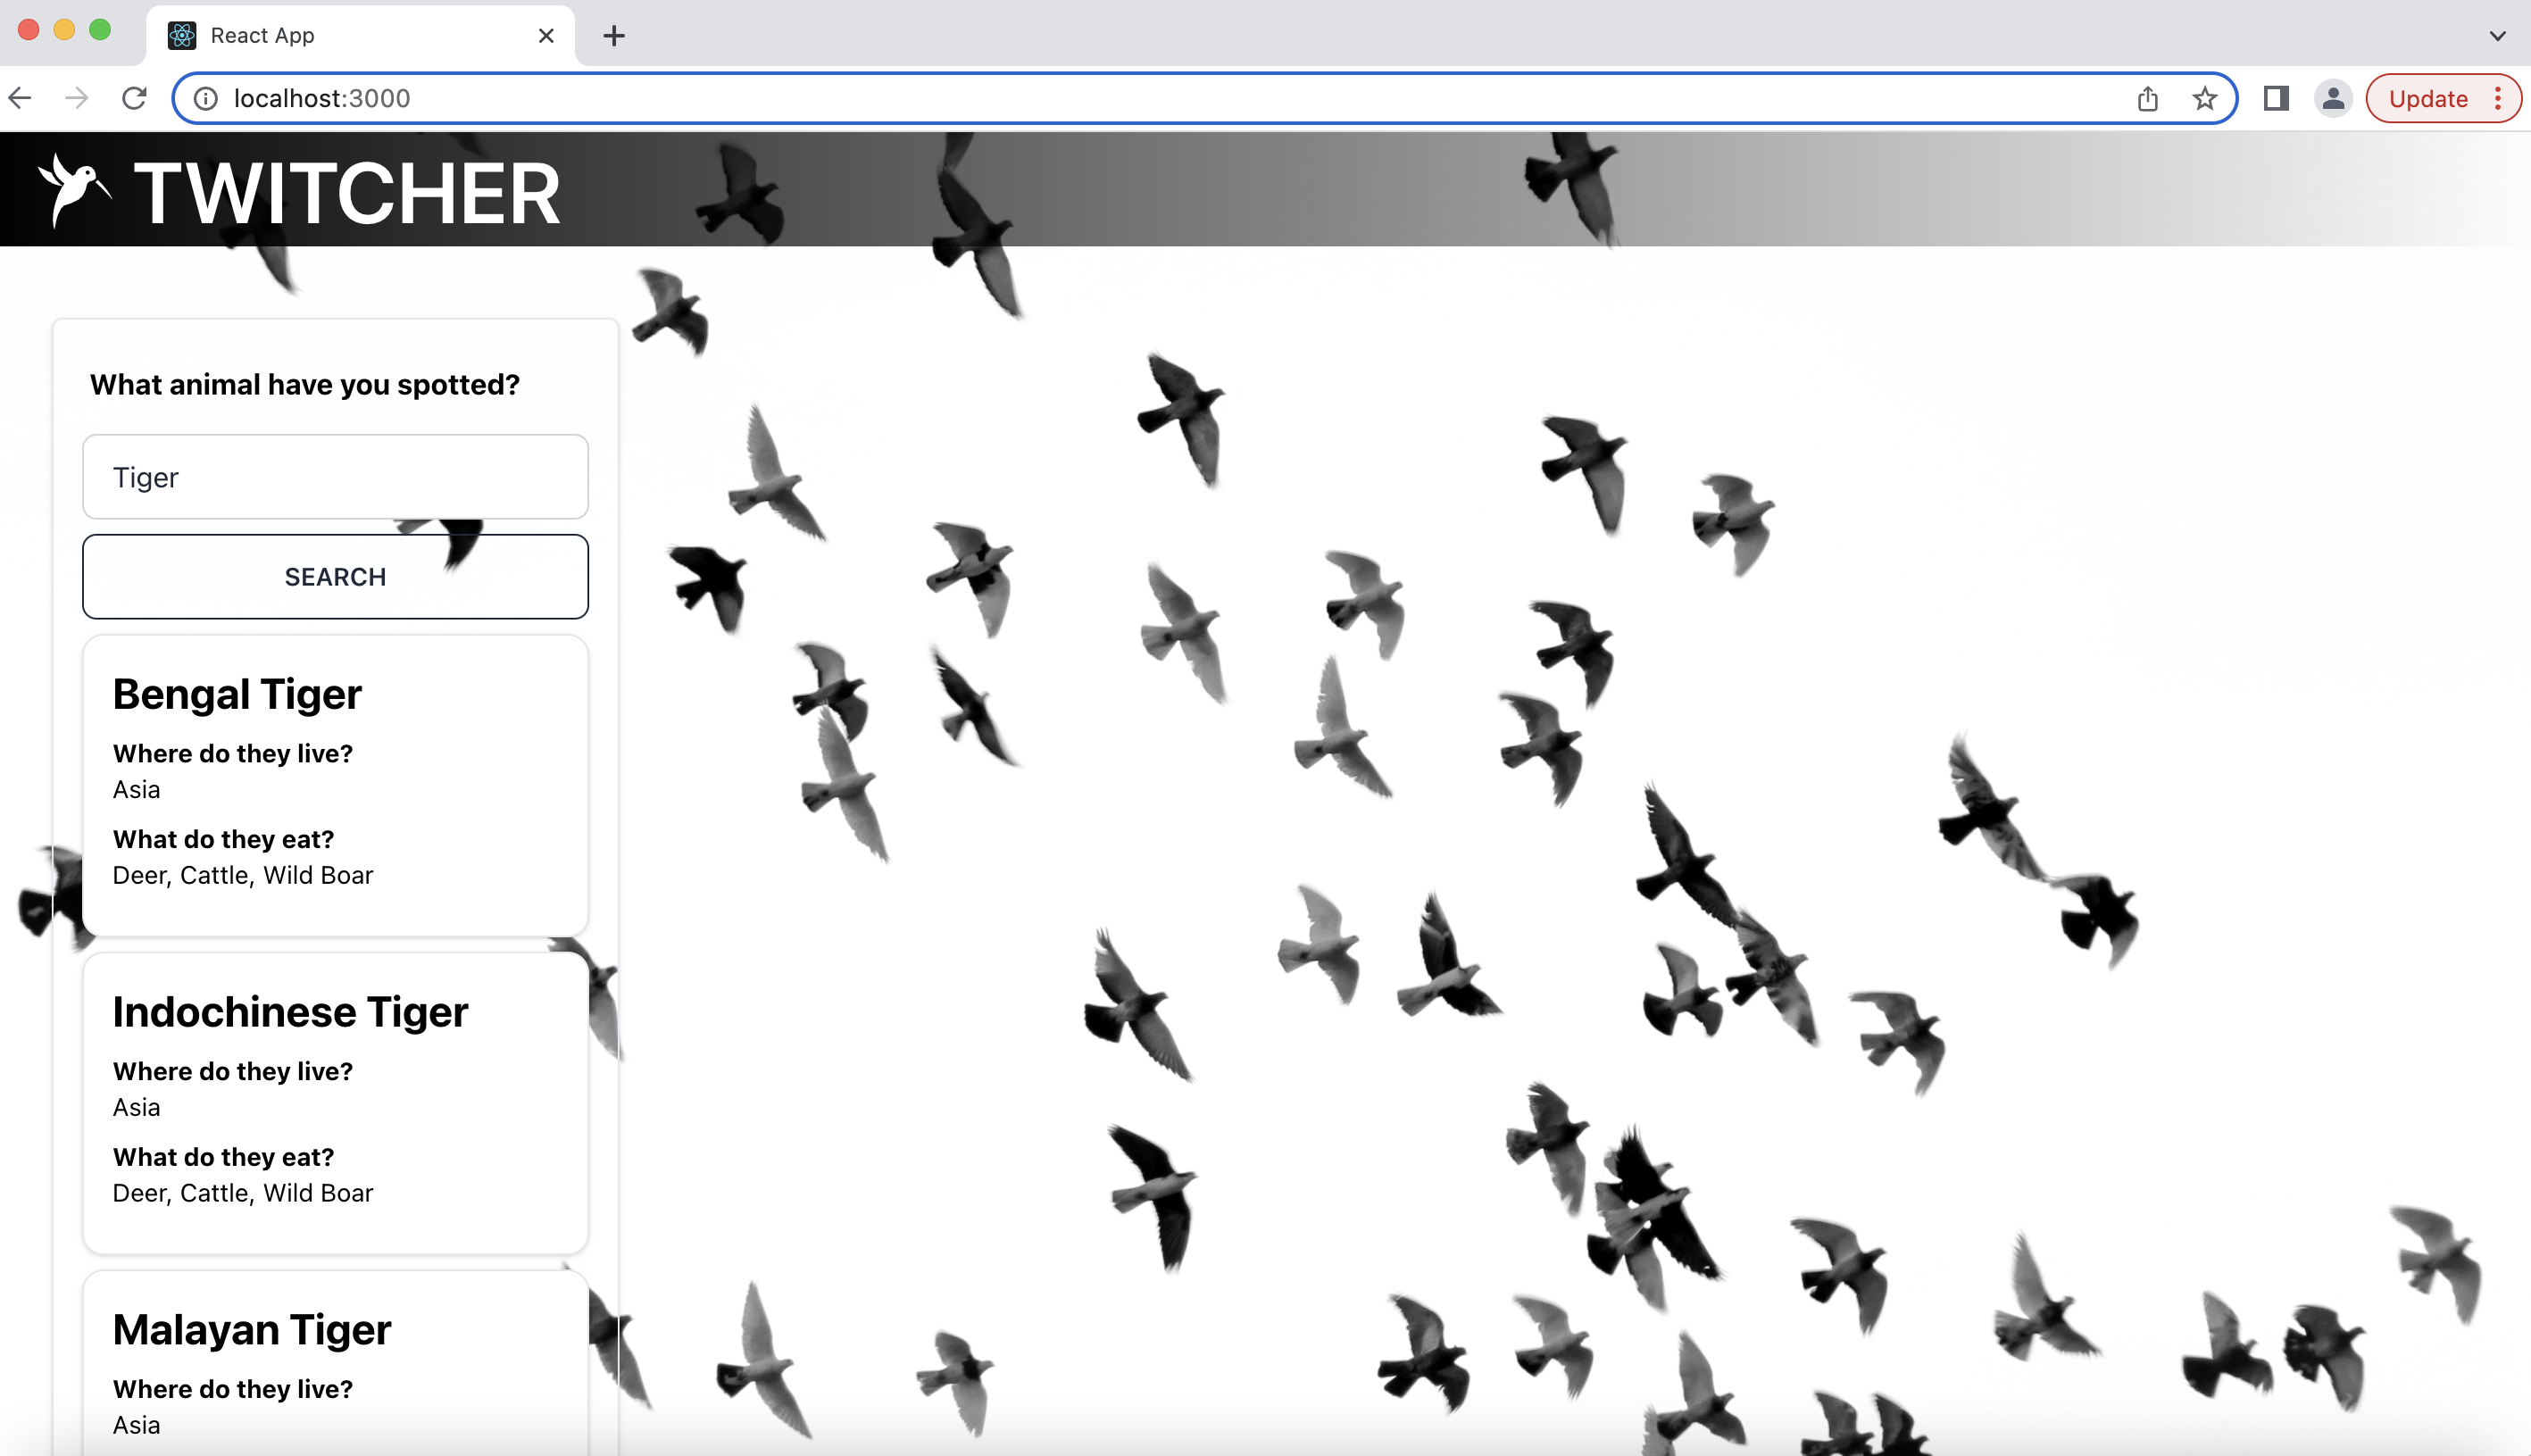 React App
localhost:3000
Update
TWITCHER
What animal have you spotted?
Tiger
SEARCH
Bengal Tiger
Where do they live?
Asia
What do they eat?
Deer, Cattle, Wild Boar
Indochinese Tiger
Where do they live?
Asia
What do they eat?
Deer, Cattle, Wild Boar
Malayan Tiger
Where do they live?
Asia